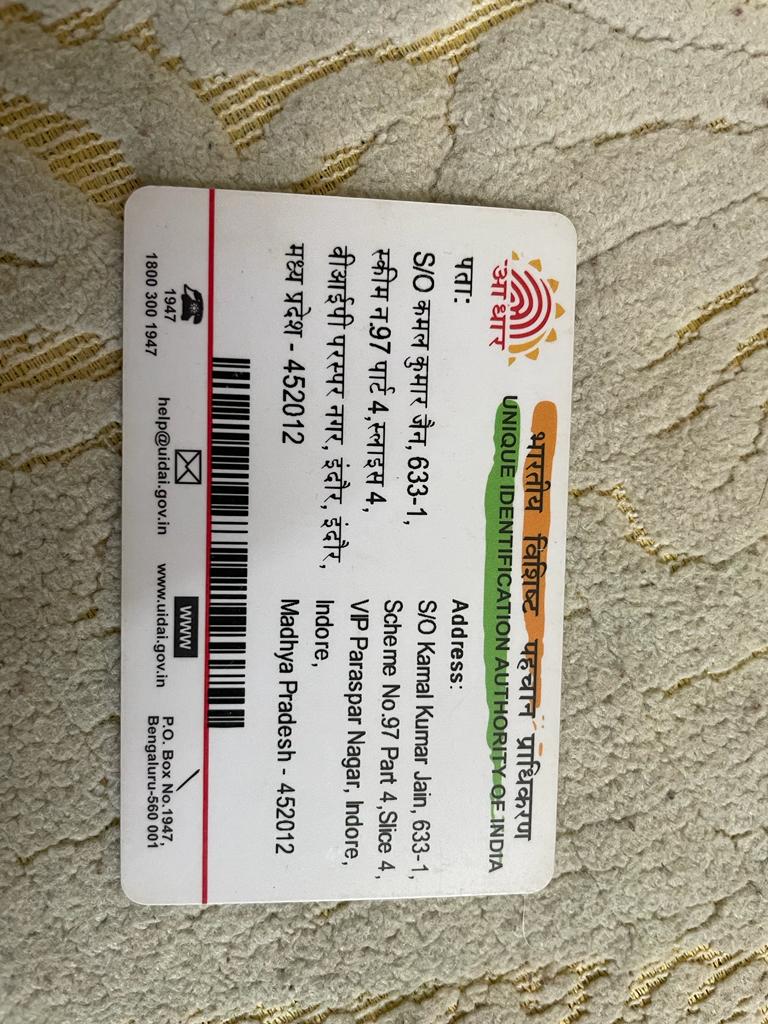 भारतीय विशिष्ट पहचान प्राधिकरण
UNIQUE IDENTIFICATION AUTHORITY OF INDIA
आधार
पता:
S/O कमल कुमार जैन, 633-1,
स्कीम न.97 पार्ट 4,स्लाइस 4,
वीआईपी परस्पर नगर, इंदौर, इंदौर,
मध्य प्रदेश - 452012
Address:
S/O Kamal Kumar Jain, 633-1,
Scheme No.97 Part 4,Slice 4,
VIP Paraspar Nagar, Indore,
Indore,
Madhya Pradesh - 452012
1947
1800 300 1947
help@uidai.gov.in
www
www.uidai.gov.in
P.O. Box No.1947,
Bengaluru-560 001